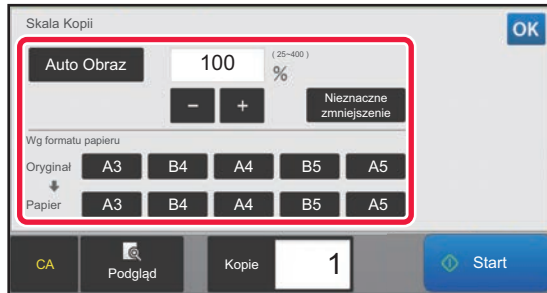 Skala Kopii
OK
Auto Obraz
100
( 25~400 )
%
− +
Nieznaczne
zmniejszenie
Wg formatu papieru
Oryginał A3 B4 A4 B5 A5
Papier A3 B4 A4 B5 A5
CA
Podgląd
Kopie
1
Start